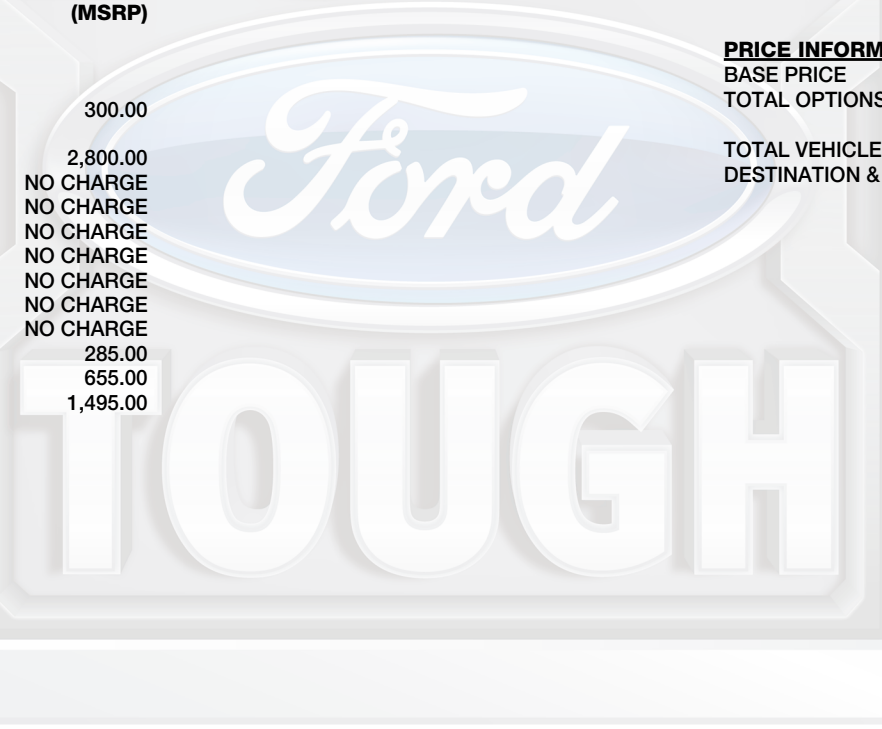 (MSRP)
300.00
2,800.00
NO CHARGE
NO CHARGE
NO CHARGE
NO CHARGE
NO CHARGE
NO CHARGE
NO CHARGE
285.00
655.00
1,495.00
PRICE INFORM
BASE PRICE
TOTAL OPTIONS
TOTAL VEHICLE
DESTINATION &
Ford
TOUGH